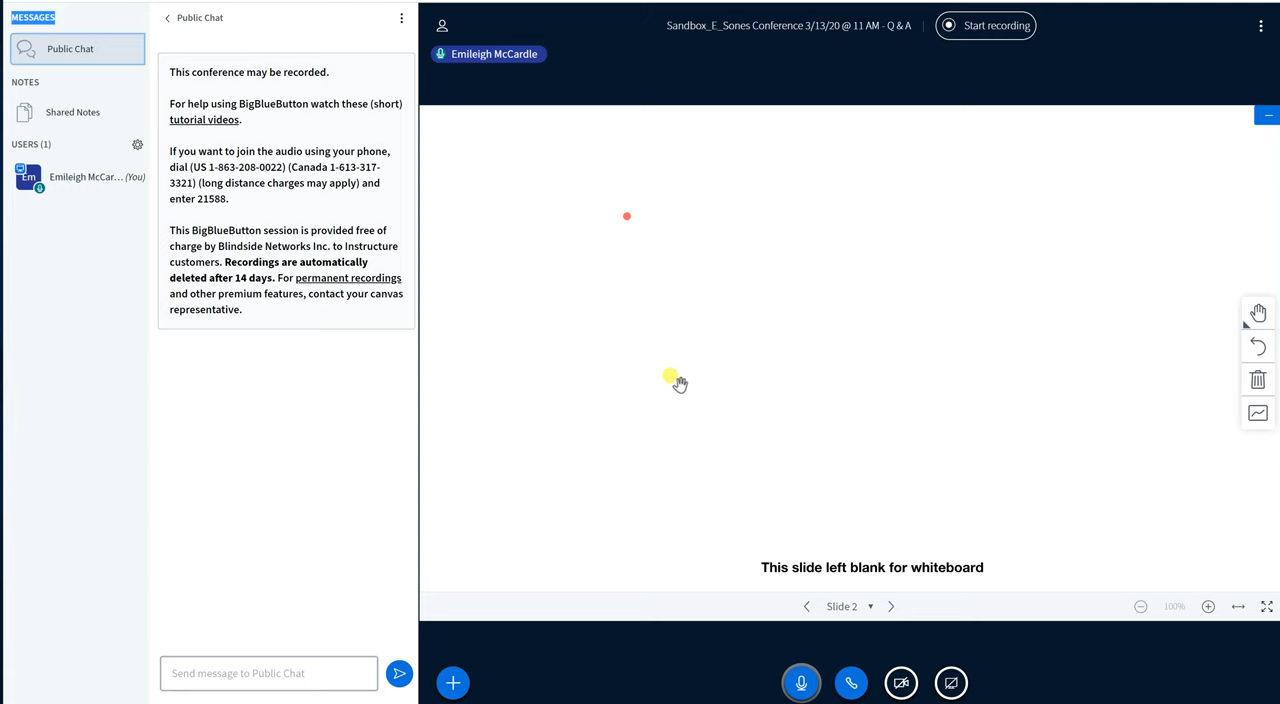 MESSAGES
Public Chat
NOTES
Shared Notes
USERS (1)
Em
Emileigh McCar... (You)
Public Chat
This conference may be recorded.
For help using BigBlueButton watch these (short)
tutorial videos.
If you want to join the audio using your phone,
dial (US 1-863-208-0022) (Canada 1-613-317-
3321) (long distance charges may apply) and
enter 21588.
This BigBlueButton session is provided free of
charge by Blindside Networks Inc. to Instructure
customers. Recordings are automatically
deleted after 14 days. For permanent recordings
and other premium features, contact your canvas
representative.
Send message to Public Chat
Sandbox_E_Sones Conference 3/13/20 @ 11 AM - Q & A
Start recording
Emileigh McCardle
This slide left blank for whiteboard
Slide 2
100%